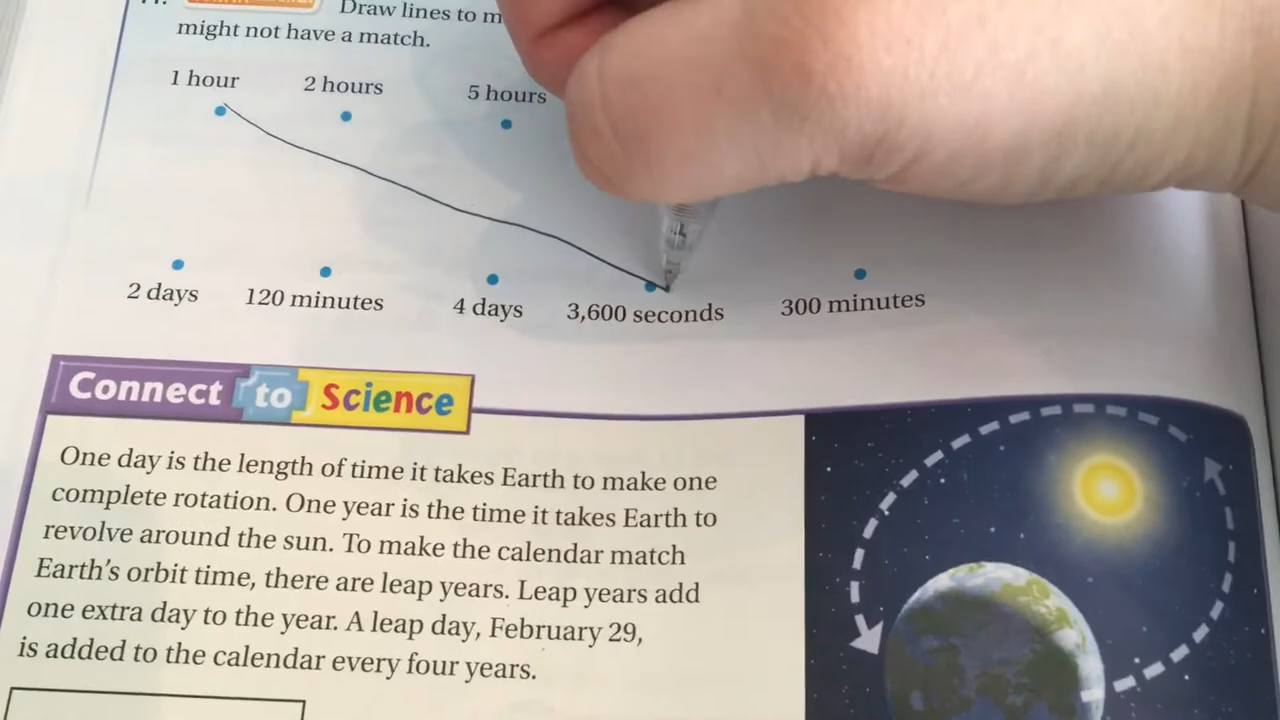 Draw lines to m
might not have a match.
1 hour 2 hours 5 hours
2 days 120 minutes 4 days 3,600 seconds 300 minutes
Connect to Science
One day is the length of time it takes Earth to make one
complete rotation. One year is the time it takes Earth to
revolve around the sun. To make the calendar match
Earth's orbit time, there are leap years. Leap years add
one extra day to the year. A leap day, February 29,
is added to the calendar every four years.